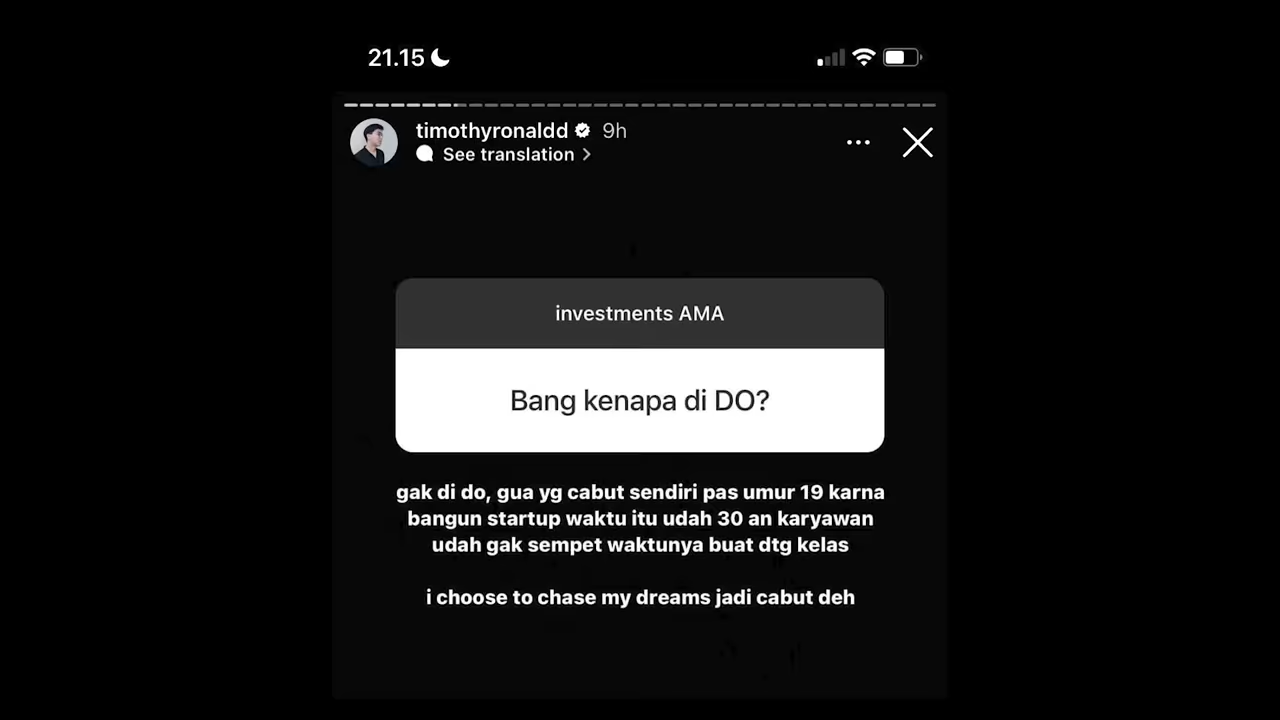 21.15
timothyronaldd 9h
See translation
investments AMA
Bang kenapa di DO?
gak di do, gua yg cabut sendiri pas umur 19 karna
bangun startup waktu itu udah 30 an karyawan
udah gak sempet waktunya buat dtg kelas
i choose to chase my dreams jadi cabut deh